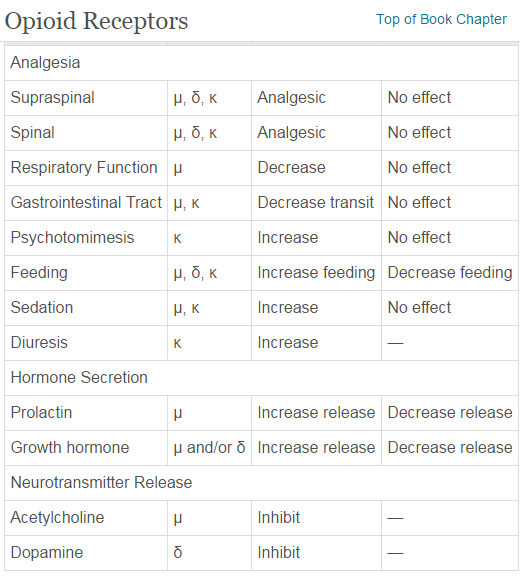 Opioid Receptors Top of Book Chapter
Analgesia
Supraspinal μ, δ, κ Analgesic No effect
Spinal μ, δ, κ Analgesic No effect
Respiratory Function μ Decrease No effect
Gastrointestinal Tract μ, κ Decrease transit No effect
Psychotomimesis κ Increase No effect
Feeding μ, δ, κ Increase feeding Decrease feeding
Sedation μ, κ Increase No effect
Diuresis κ Increase —
Hormone Secretion
Prolactin μ Increase release Decrease release
Growth hormone μ and/or δ Increase release Decrease release
Neurotransmitter Release
Acetylcholine μ Inhibit —
Dopamine δ Inhibit —